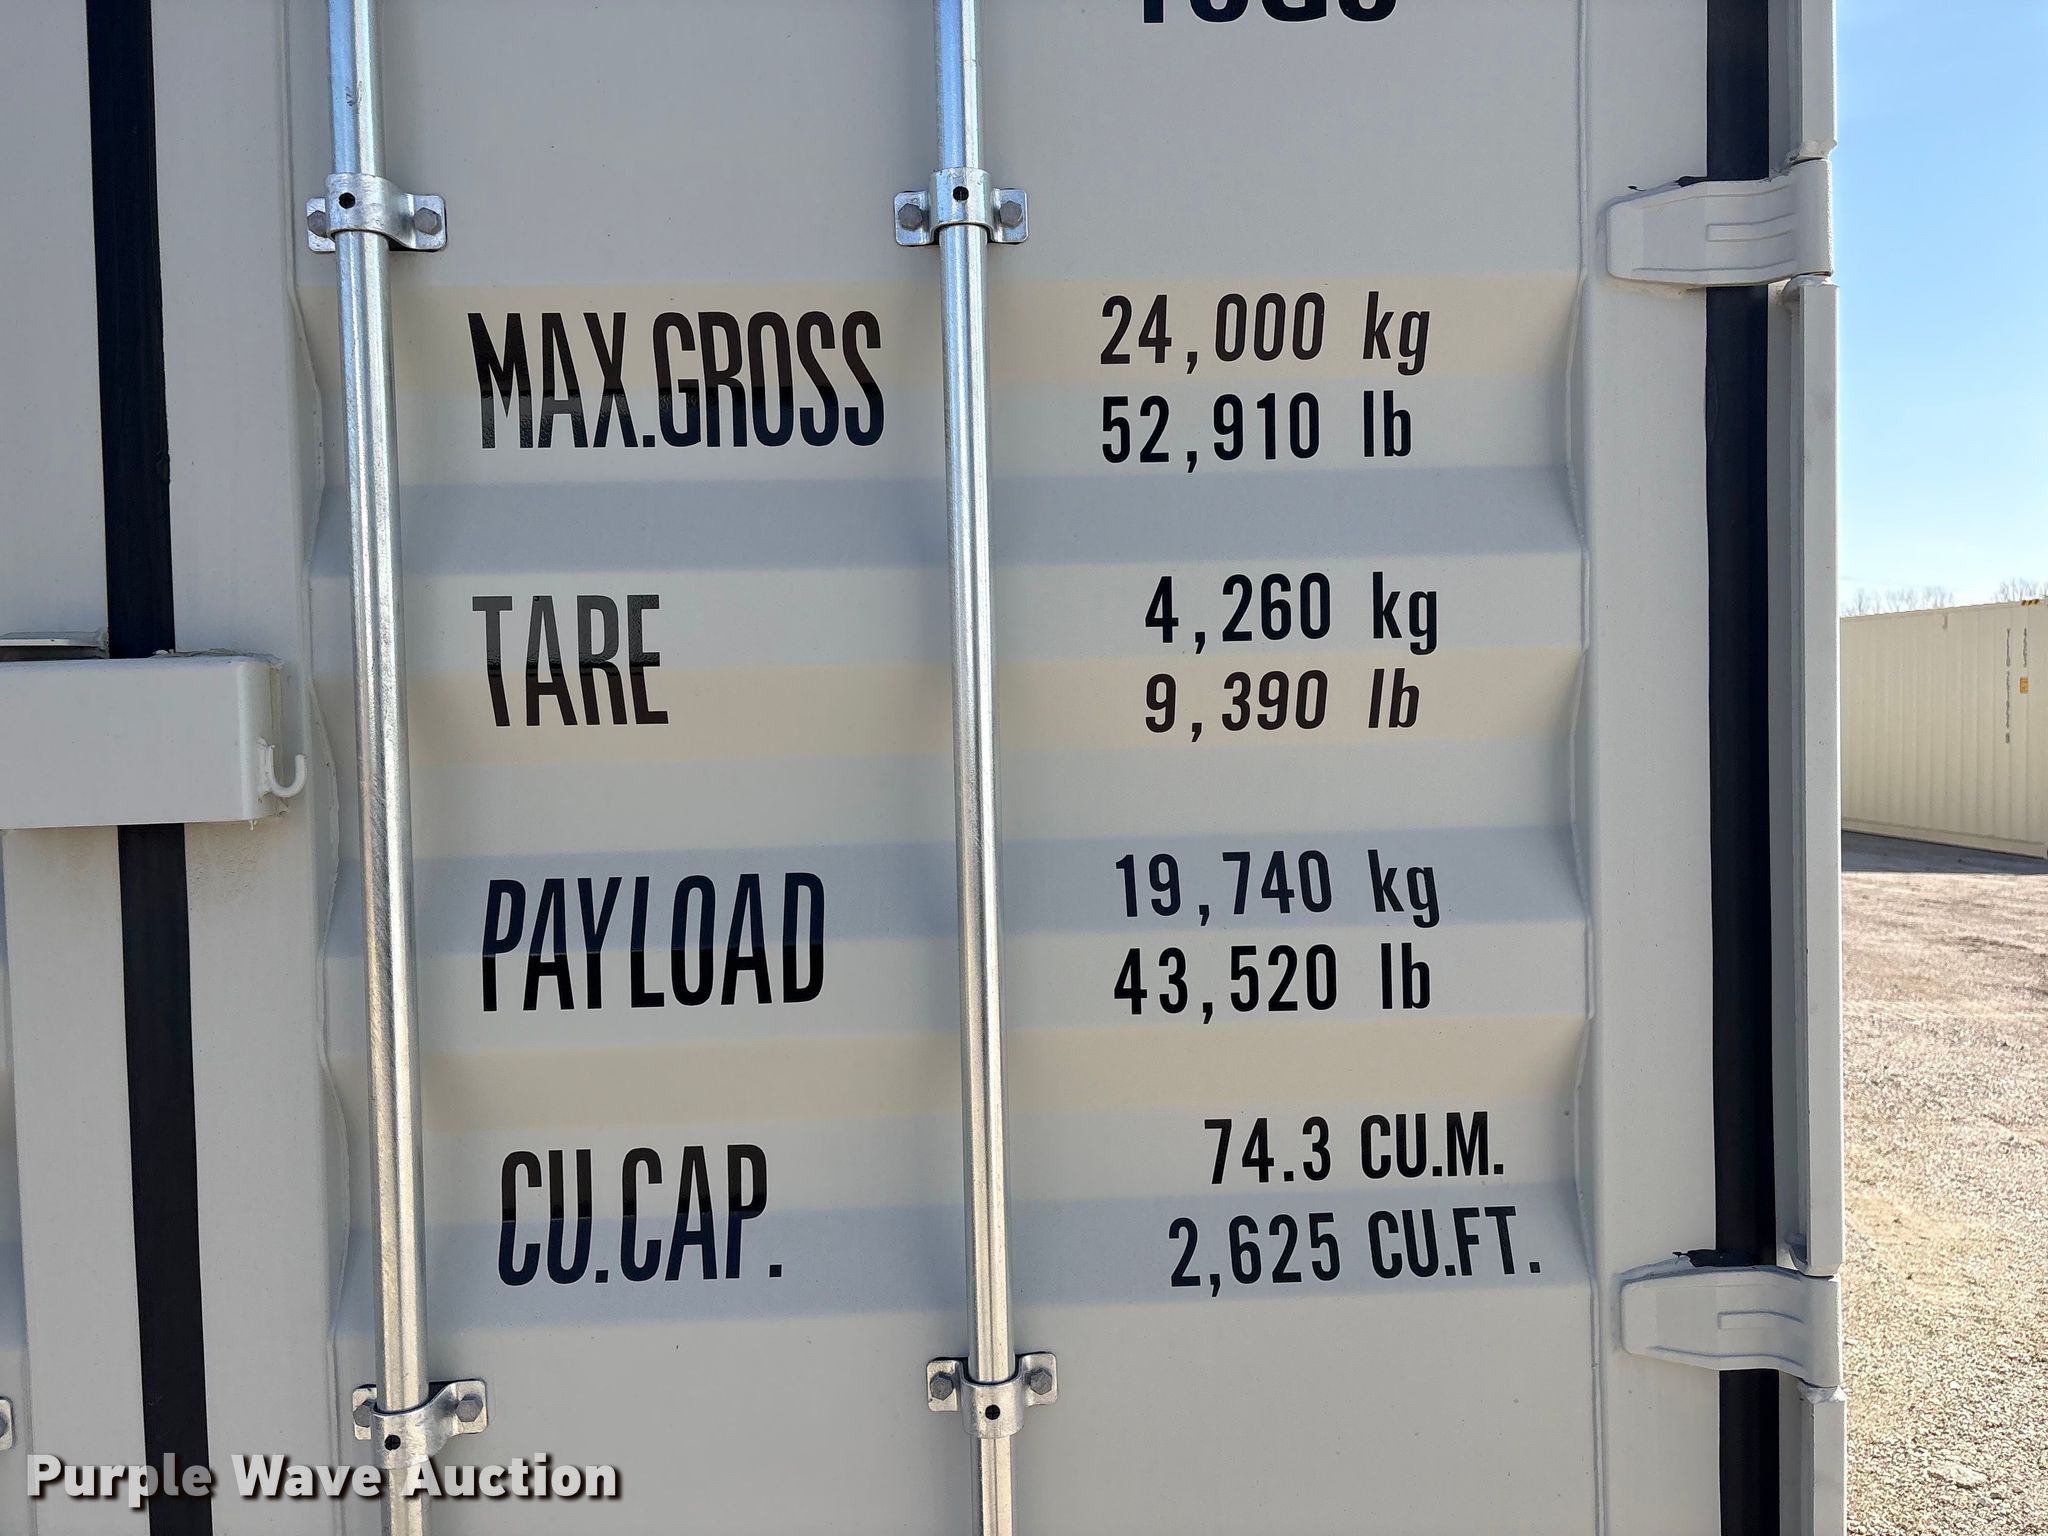 MAX.GROSS 24,000 kg
52,910 lb
TARE 4,260 kg
9,390 lb
PAYLOAD 19,740 kg
43,520 lb
CU.CAP. 74.3 CU.M.
2,625 CU.FT.
Purple Wave Auction